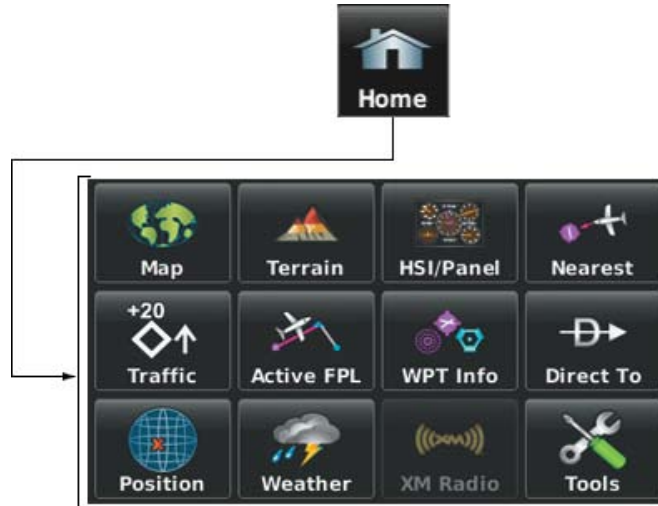 Home
Map
Terrain
HSI/Panel
Nearest
+20
Traffic
Active FPL
WPT Info
D
Direct To
Position
Weather
((XM))
XM Radio
Tools